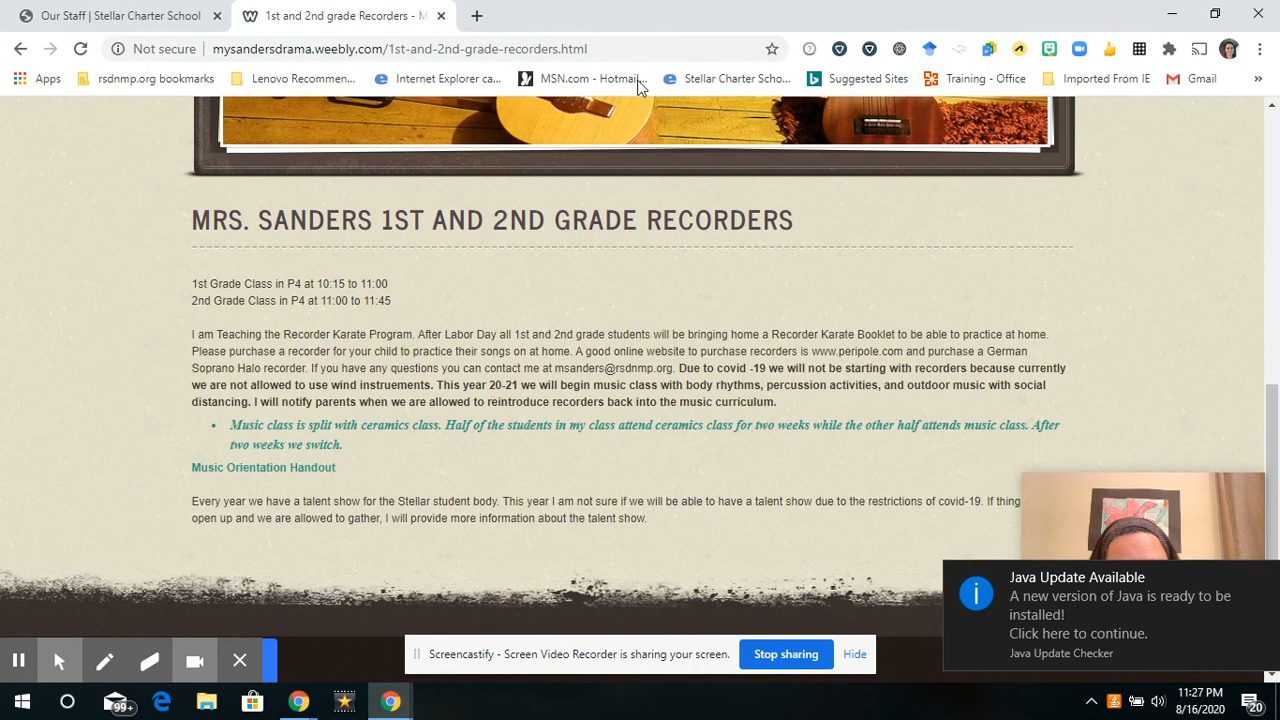 Our Staff | Stellar Charter School
1st and 2nd grade Recorders - M
Not secure mysandersdrama.weebly.com/1st-and-2nd-grade-recorders.html
Apps rsdnmp.org bookmarks Lenovo Recommen... Internet Explorer ca... MSN.com - Hotmai... Stellar Charter Scho... Suggested Sites Training - Office Imported From IE Gmail »
MRS. SANDERS 1ST AND 2ND GRADE RECORDERS
1st Grade Class in P4 at 10:15 to 11:00
2nd Grade Class in P4 at 11:00 to 11:45
I am Teaching the Recorder Karate Program. After Labor Day all 1st and 2nd grade students will be bringing home a Recorder Karate Booklet to be able to practice at home.
Please purchase a recorder for your child to practice their songs on at home. A good online website to purchase recorders is www.peripole.com and purchase a German
Soprano Halo recorder. If you have any questions you can contact me at msanders@rsdnmp.org. Due to covid -19 we will not be starting with recorders because currently
we are not allowed to use wind instruements. This year 20-21 we will begin music class with body rhythms, percussion activities, and outdoor music with social
distancing. I will notify parents when we are allowed to reintroduce recorders back into the music curriculum.
• Music class is split with ceramics class. Half of the students in my class attend ceramics class for two weeks while the other half attends music class. After
two weeks we switch.
Music Orientation Handout
Every year we have a talent show for the Stellar student body. This year I am not sure if we will be able to have a talent show due to the restrictions of covid-19. If thing
open up and we are allowed to gather, I will provide more information about the talent show.
Java Update Available
A new version of Java is ready to be
installed!
Click here to continue.
Java Update Checker
Screencastify - Screen Video Recorder is sharing your screen. Stop sharing Hide
99+
11:27 PM
8/16/2020
20